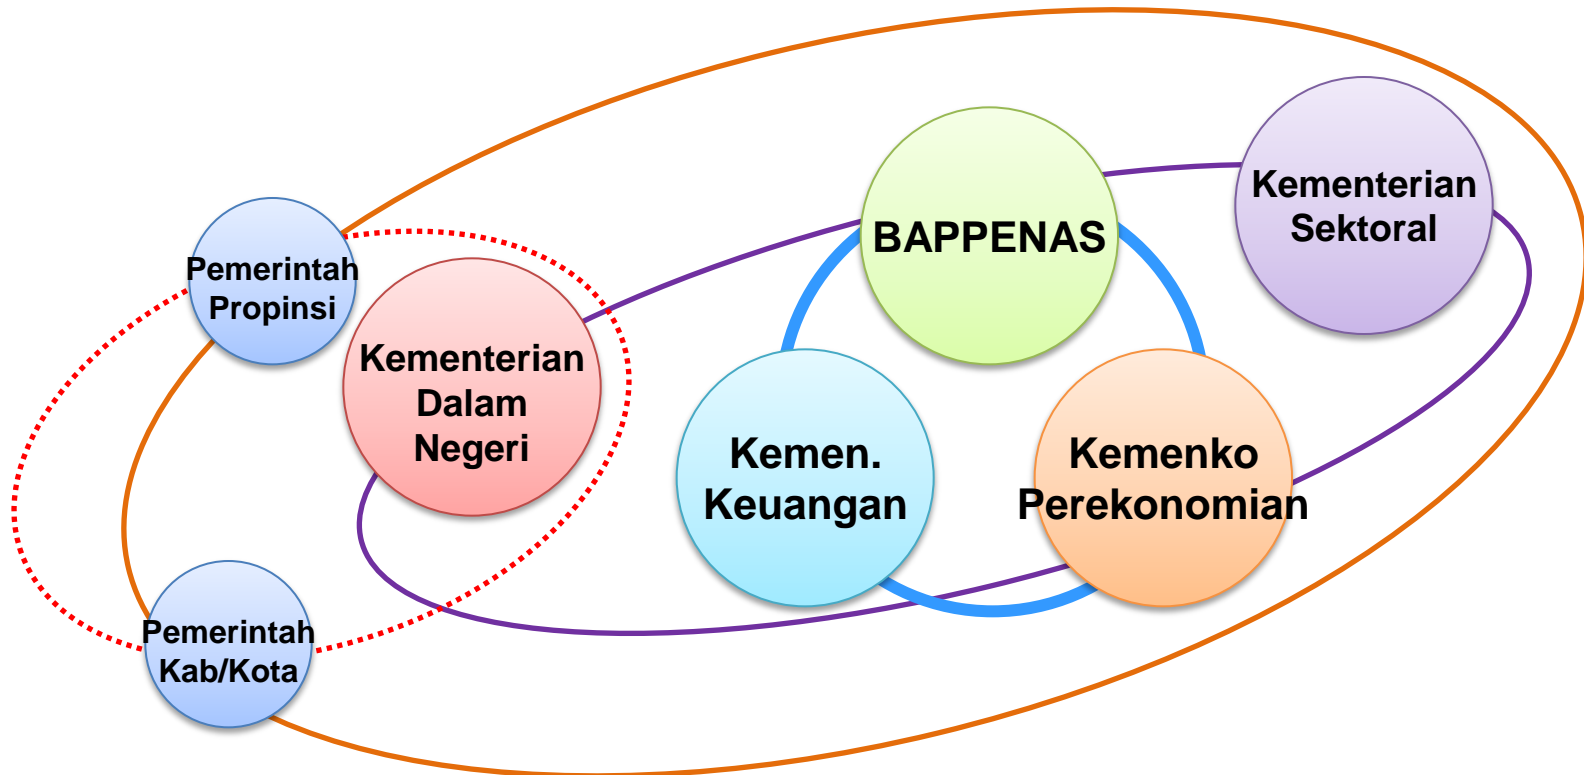 BAPPENAS
Kementerian
Sektoral
Pemerintah
Propinsi
Kementerian
Dalam
Negeri
Kemen.
Keuangan
Kemenko
Perekonomian
Pemerintah
Kab/Kota